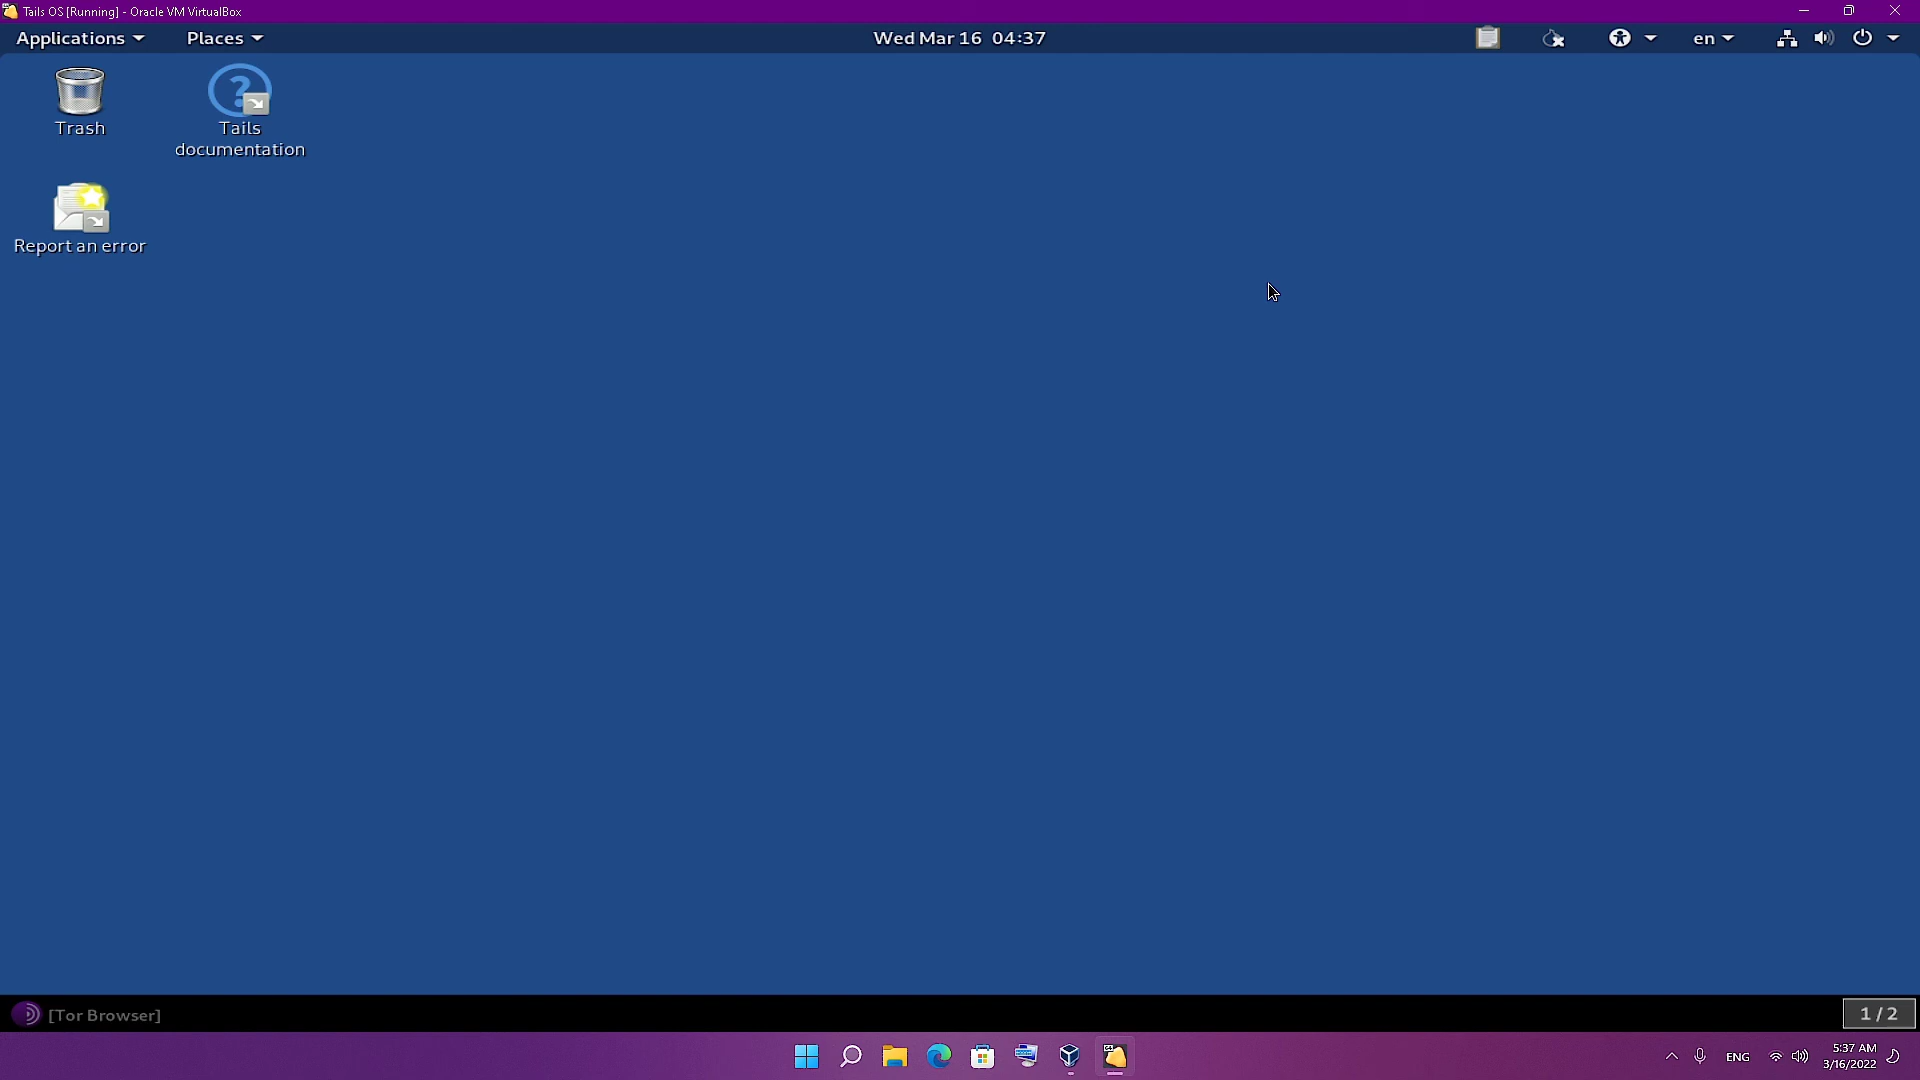 Tails OS [Running] - Oracle VM VirtualBox
Applications Places Wed Mar 16 04:37 en
Trash
Tails
documentation
Report an error
[Tor Browser] 1 / 2
ENG
5:37 AM
3/16/2022